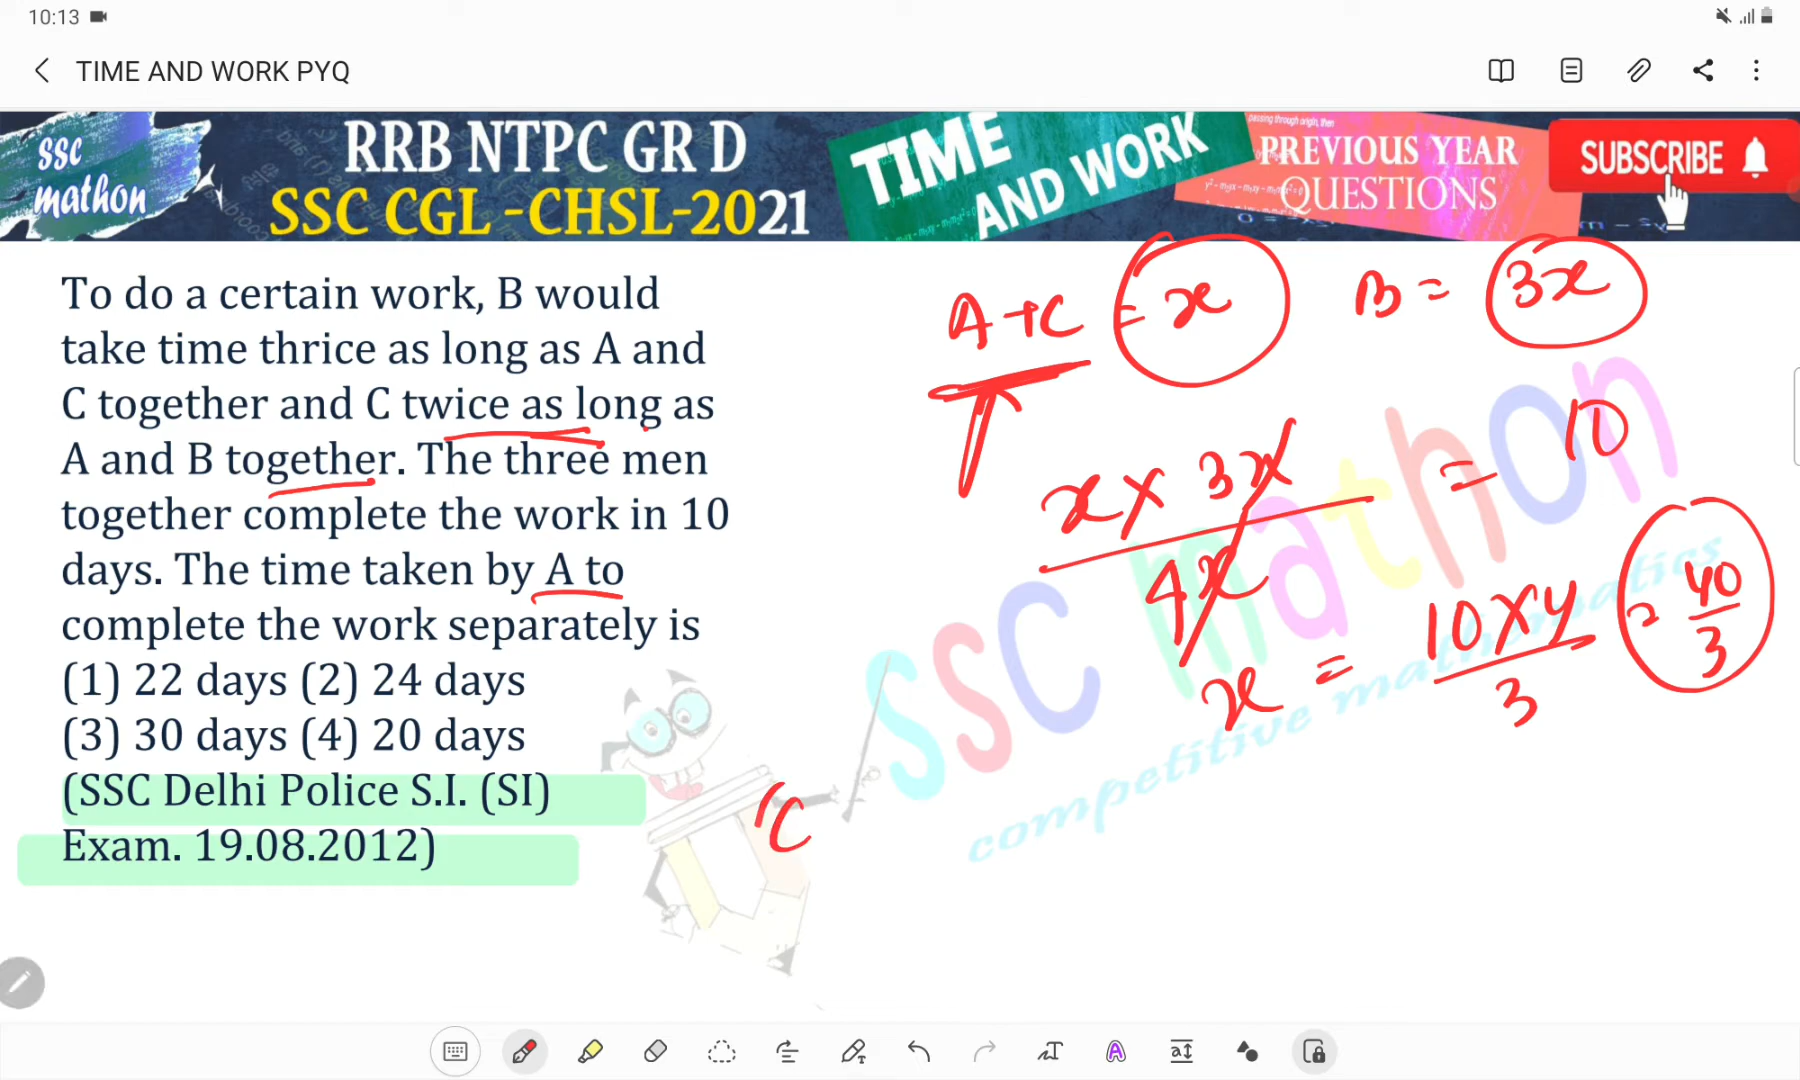 10:13
TIME AND WORK PYQ
SSC
mathon
RRB NTPC GR D
SSC CGL -CHSL-2021
TIME
AND WORK
passing through origin, then
PREVIOUS YEAR
QUESTIONS
SUBSCRIBE
To do a certain work, B would
take time thrice as long as A and
C together and C twice as long as
A and B together. The three men
together complete the work in 10
days. The time taken by A to
complete the work separately is
(1) 22 days (2) 24 days
(3) 30 days (4) 20 days
(SSC Delhi Police S.I. (SI)
Exam. 19.08.2012)
A+C = x B = 3x
x × 3x = 10
4x
x = 10×4 = 40
3 3
C
SSC mathon
competitive mathematics